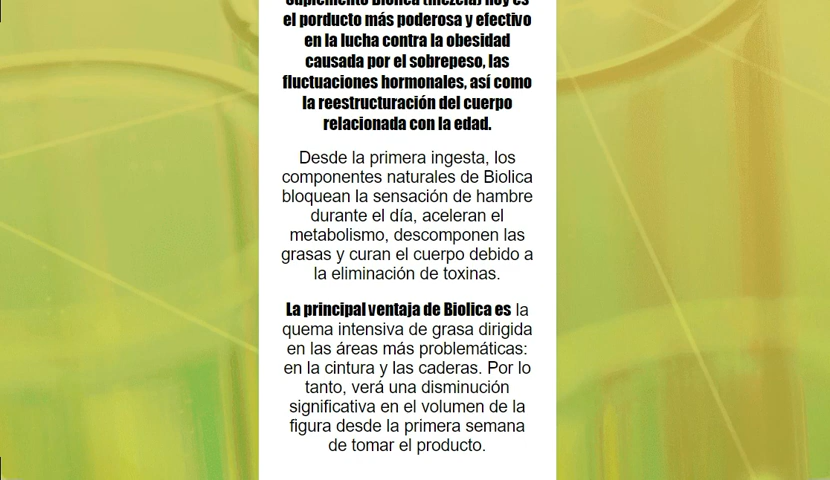 Suplemento Biolica (mezcla) hoy es
el porducto más poderosa y efectivo
en la lucha contra la obesidad
causada por el sobrepeso, las
fluctuaciones hormonales, así como
la reestructuración del cuerpo
relacionada con la edad.
Desde la primera ingesta, los
componentes naturales de Biolica
bloquean la sensación de hambre
durante el día, aceleran el
metabolismo, descomponen las
grasas y curan el cuerpo debido a
la eliminación de toxinas.
La principal ventaja de Biolica es la
quema intensiva de grasa dirigida
en las áreas más problemáticas:
en la cintura y las caderas. Por lo
tanto, verá una disminución
significativa en el volumen de la
figura desde la primera semana
de tomar el producto.